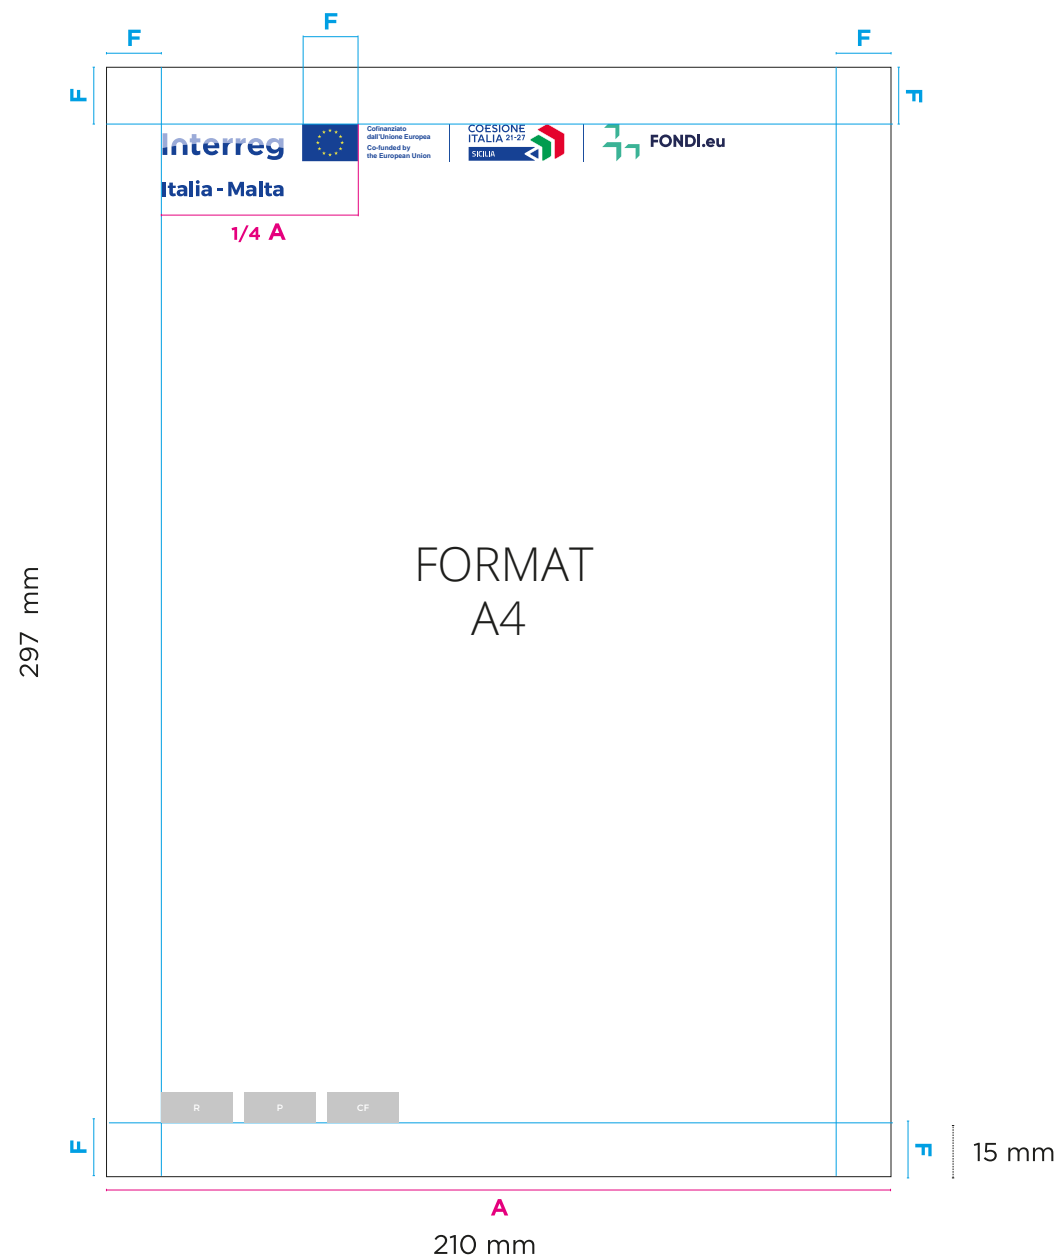 F
F
F
F
F
Interreg
Cofinanziato
dall'Unione Europea
Co-funded by
the European Union
COESIONE
ITALIA 21-27
SICILIA
FONDI.eu
Italia - Malta
1/4 A
FORMAT
A4
297 mm
R
P
CF
F
F
15 mm
A
210 mm